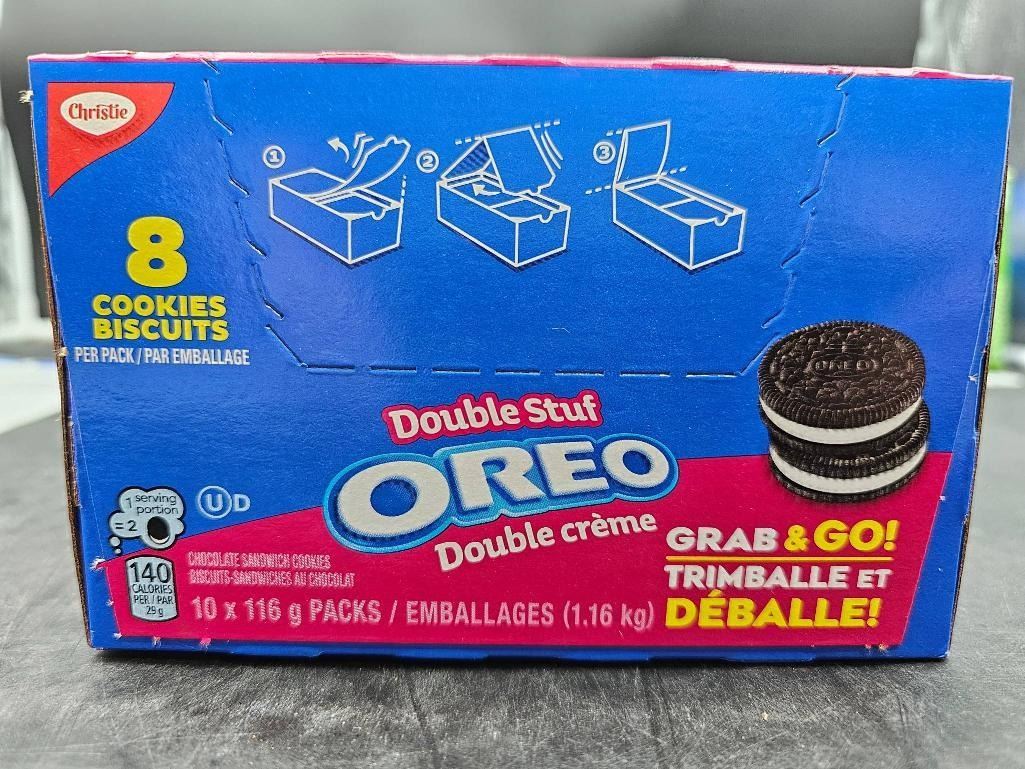 Christie
1
2
3
8
COOKIES
BISCUITS
PER PACK / PAR EMBALLAGE
OREO
Double Stuf
OREO
Double crème
1 serving
portion
= 2
U D
140
CALORIES
PER / PAR
29 g
CHOCOLATE SANDWICH COOKIES
BISCUITS-SANDWICHES AU CHOCOLAT
10 x 116 g PACKS / EMBALLAGES (1.16 kg)
GRAB & GO!
TRIMBALLE ET
DÉBALLE!